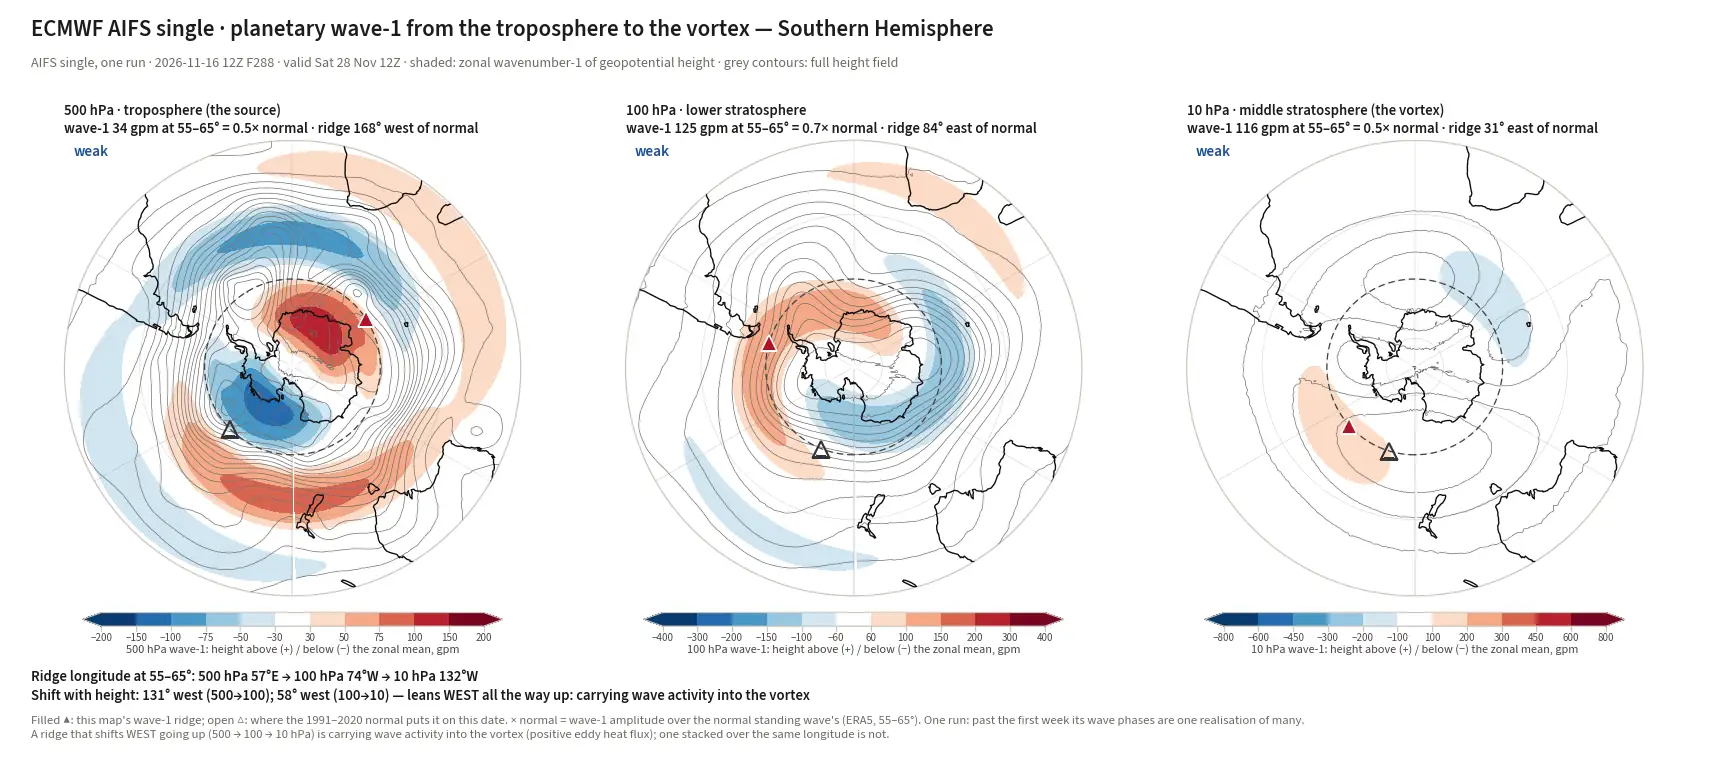 ECMWF AIFS single · planetary wave-1 from the troposphere to the vortex — Southern Hemisphere
AIFS single, one run · 2026-11-16 12Z F288 · valid Sat 28 Nov 12Z · shaded: zonal wavenumber-1 of geopotential height · grey contours: full height field
500 hPa · troposphere (the source)
wave-1 34 gpm at 55–65° = 0.5× normal · ridge 168° west of normal
weak
100 hPa · lower stratosphere
wave-1 125 gpm at 55–65° = 0.7× normal · ridge 84° east of normal
weak
10 hPa · middle stratosphere (the vortex)
wave-1 116 gpm at 55–65° = 0.5× normal · ridge 31° east of normal
weak
−200 −150 −100 −75 −50 −30 30 50 75 100 150 200
500 hPa wave-1: height above (+) / below (−) the zonal mean, gpm
−400 −300 −200 −150 −100 −60 60 100 150 200 300 400
100 hPa wave-1: height above (+) / below (−) the zonal mean, gpm
−800 −600 −450 −300 −200 −100 100 200 300 450 600 800
10 hPa wave-1: height above (+) / below (−) the zonal mean, gpm
Ridge longitude at 55–65°: 500 hPa 57°E → 100 hPa 74°W → 10 hPa 132°W
Shift with height: 131° west (500→100); 58° west (100→10) — leans WEST all the way up: carrying wave activity into the vortex
Filled ▲: this map's wave-1 ridge; open △: where the 1991–2020 normal puts it on this date. × normal = wave-1 amplitude over the normal standing wave's (ERA5, 55–65°). One run: past the first week its wave phases are one realisation of many.
A ridge that shifts WEST going up (500 → 100 → 10 hPa) is carrying wave activity into the vortex (positive eddy heat flux); one stacked over the same longitude is not.